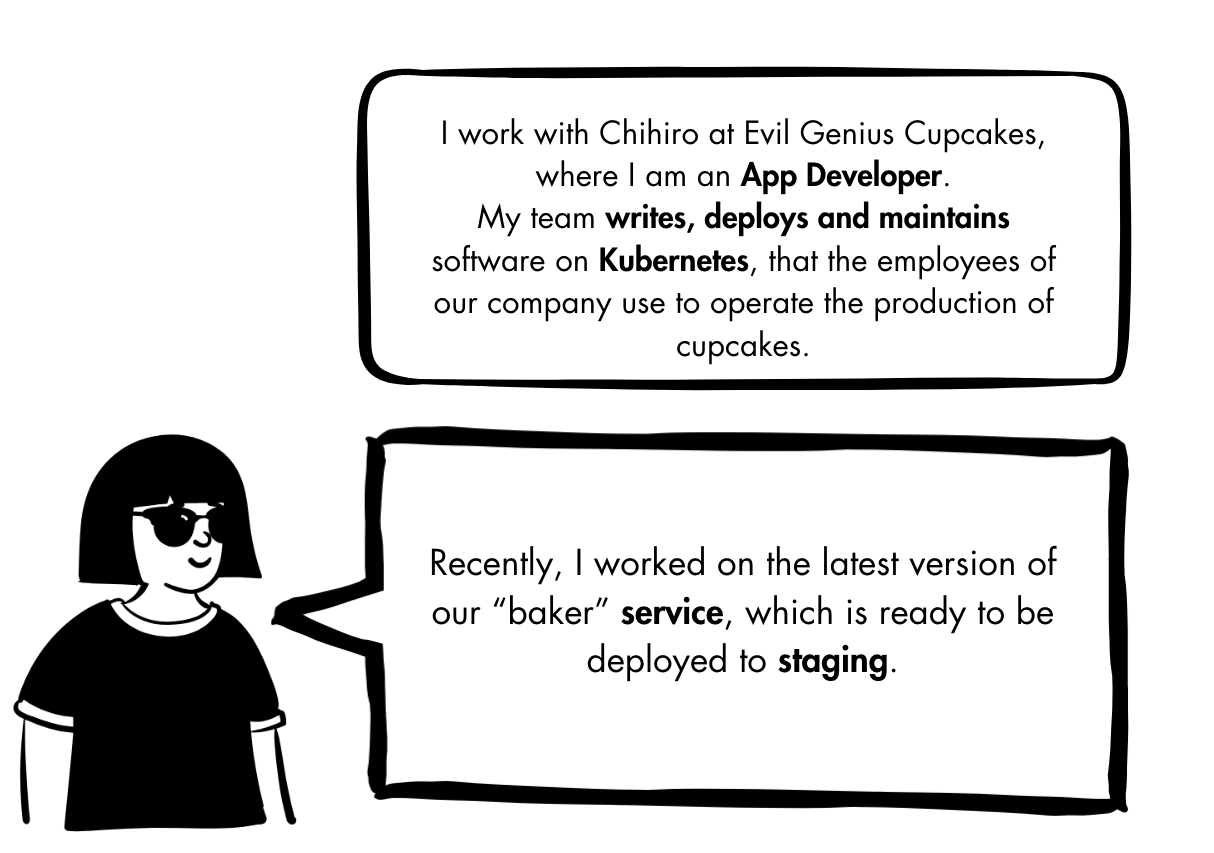 I work with Chihiro at Evil Genius Cupcakes,
where I am an App Developer.
My team writes, deploys and maintains
software on Kubernetes, that the employees of
our company use to operate the production of
cupcakes.
Recently, I worked on the latest version of
our “baker” service, which is ready to be
deployed to staging.